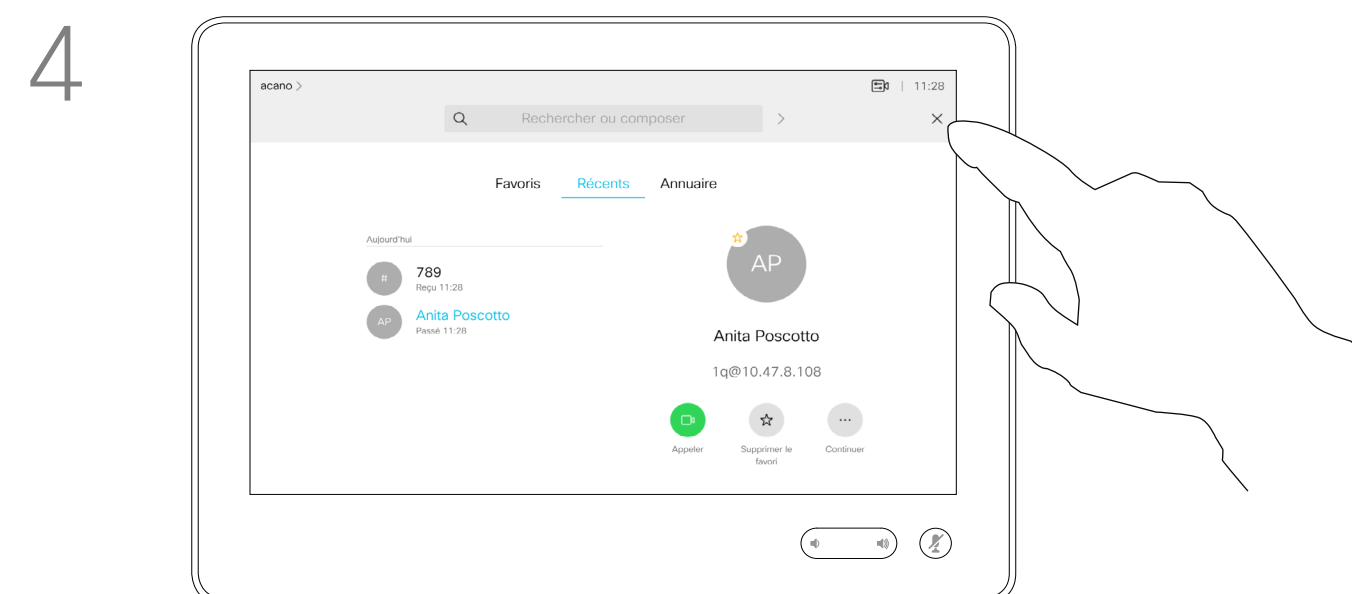 4
acano >
11:28
Rechercher ou composer
Favoris Récents Annuaire
Aujourd'hui
#
789
Reçu 11:28
AP
Anita Poscotto
Passé 11:28
AP
Anita Poscotto
1q@10.47.8.108
Appeler
Supprimer le
favori
Continuer